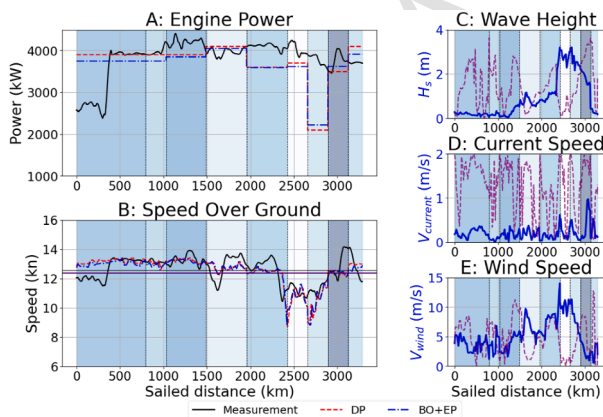 A: Engine Power
Power (kW)
4000
3000
2000
1000
0 500 1000 1500 2000 2500 3000
B: Speed Over Ground
Speed (kn)
16
14
12
10
8
6
0 500 1000 1500 2000 2500 3000
Sailed distance (km)
C: Wave Height
Hs (m)
4
2
0
0 1000 2000 3000
D: Current Speed
Vcurrent (m/s)
2
1
0
0 1000 2000 3000
E: Wind Speed
Vwind (m/s)
15
10
5
0
0 1000 2000 3000
Sailed distance (km)
Measurement DP BO+EP